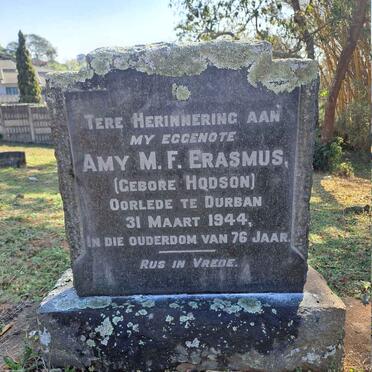 TERE HERINNERING AAN
MY EGGENOTE
AMY M. F. ERASMUS,
(GEBORE HODSON)
OORLEDE TE DURBAN
31 MAART 1944,
IN DIE OUDERDOM VAN 76 JAAR.
RUS IN VREDE.